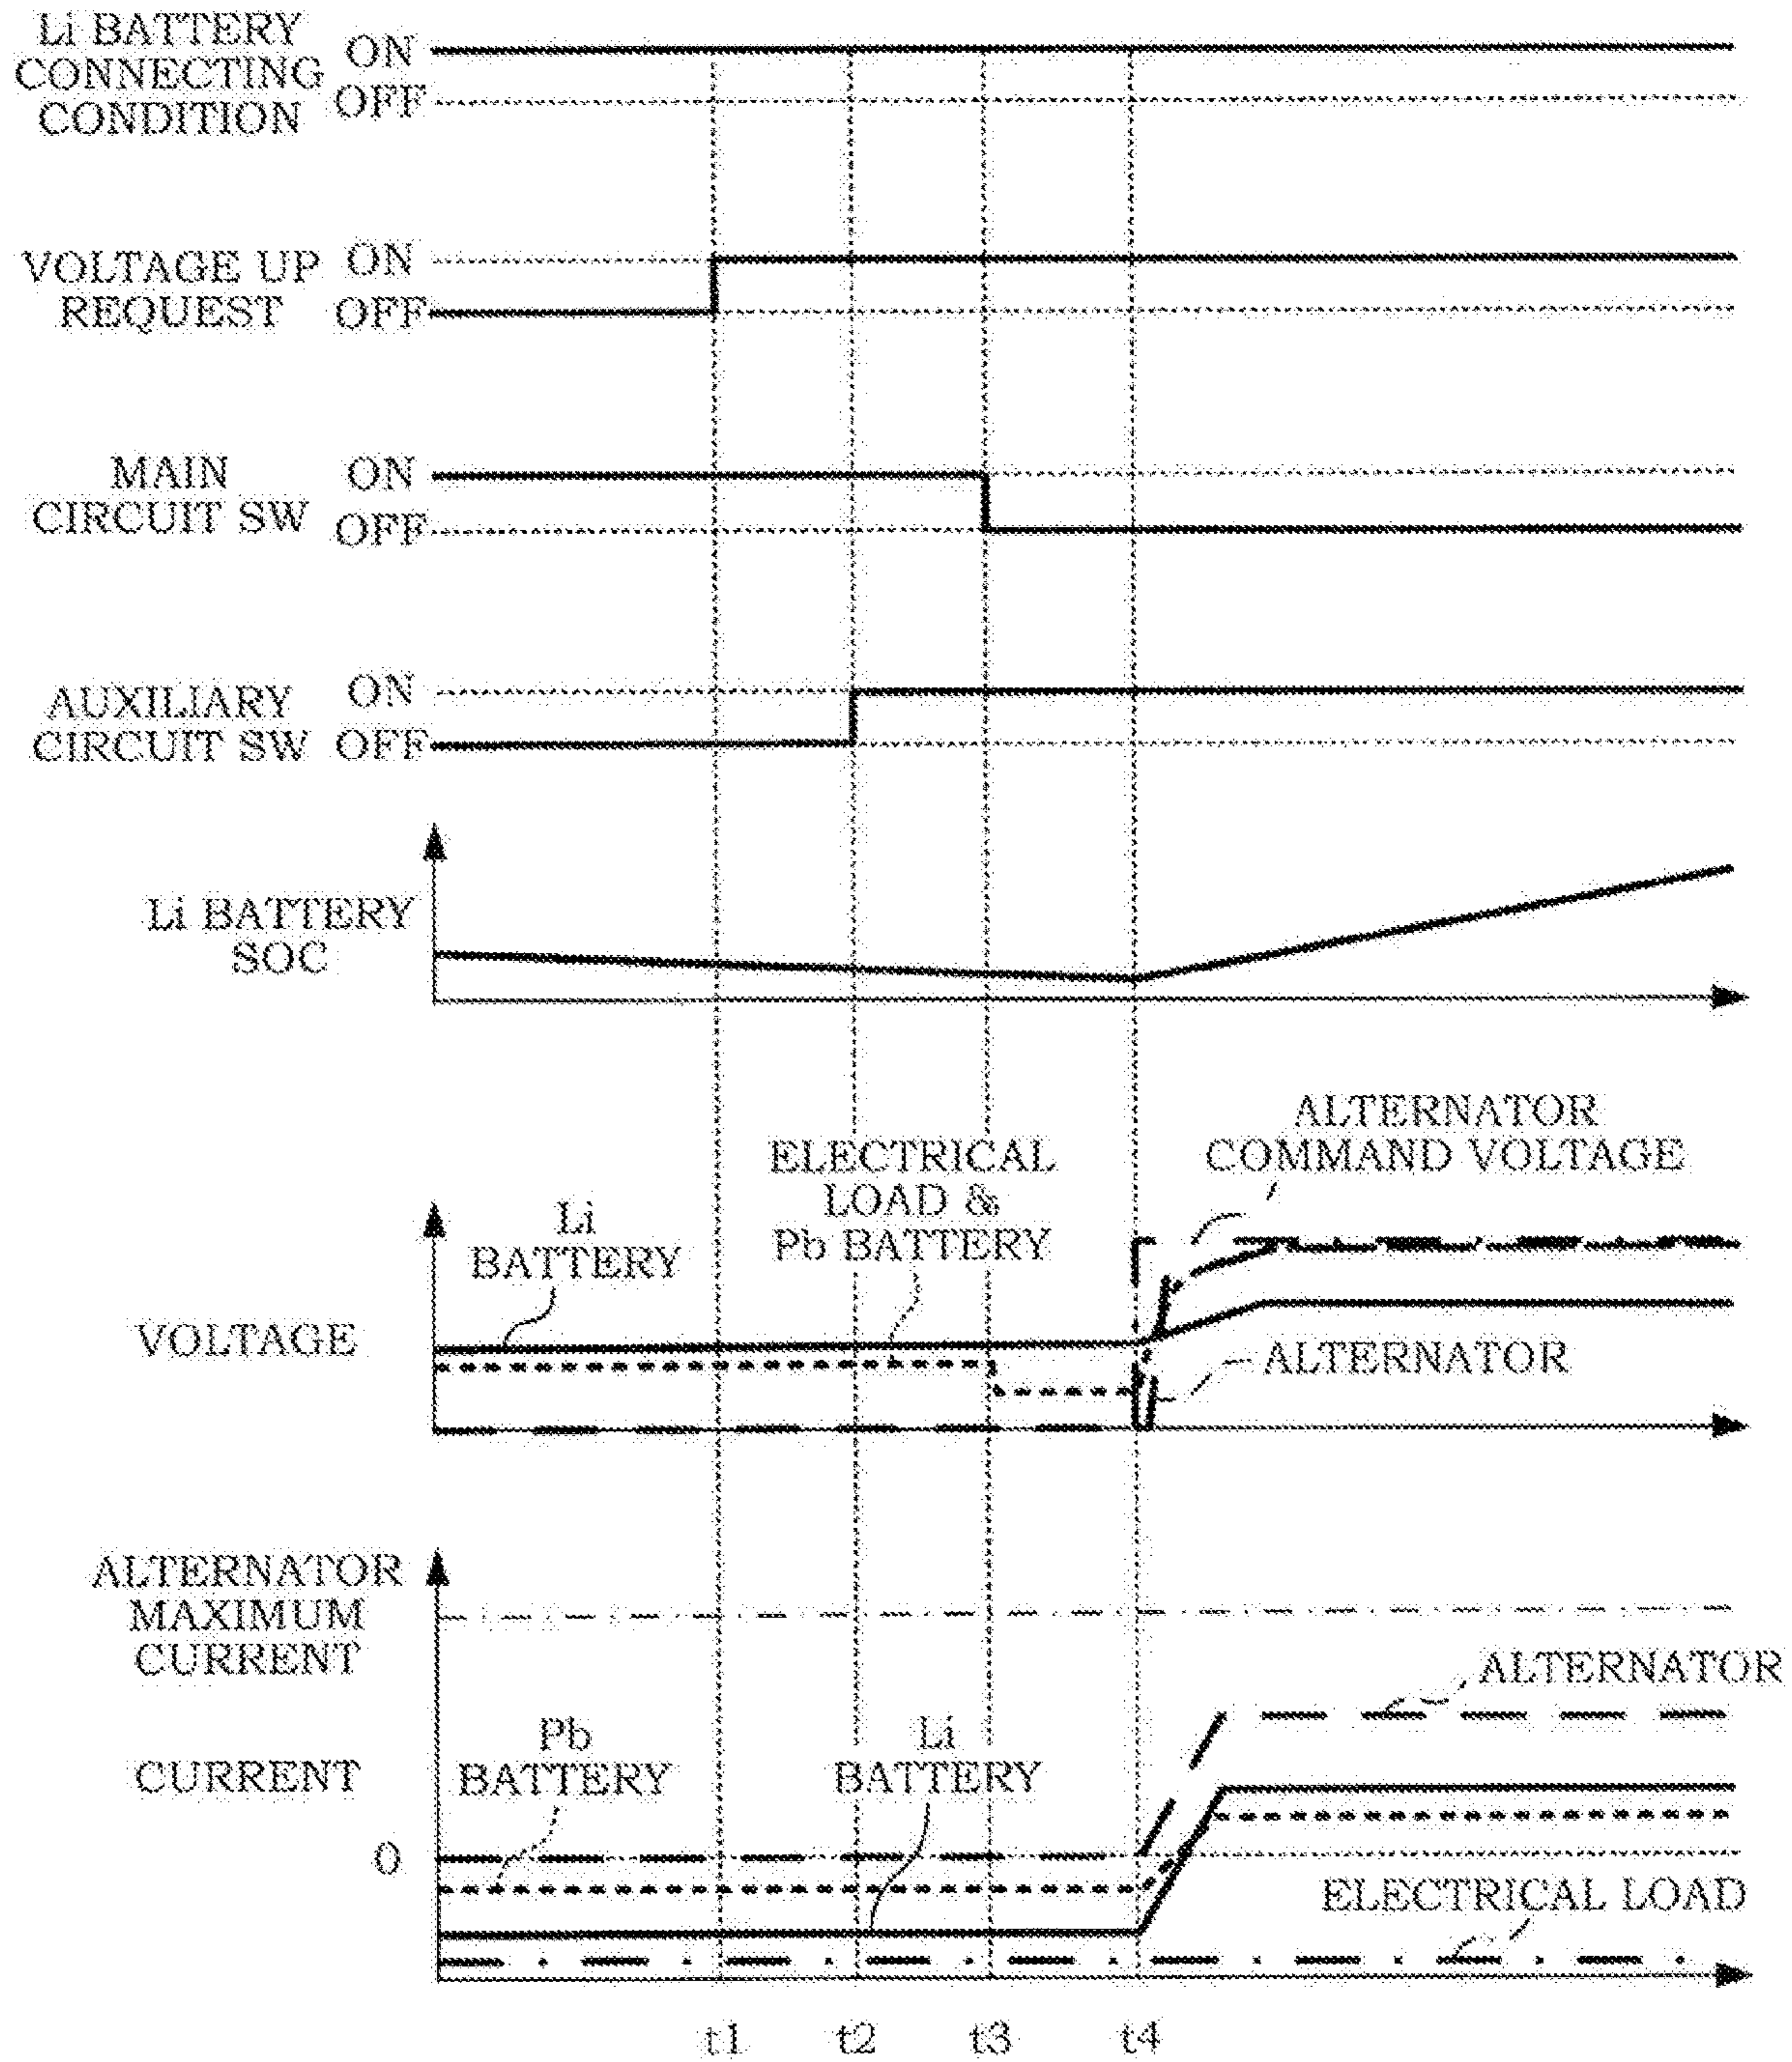 Li BATTERY
CONNECTING
CONDITION
ON
OFF
VOLTAGE UP
REQUEST
ON
OFF
MAIN
CIRCUIT SW
ON
OFF
AUXILIARY
CIRCUIT SW
ON
OFF
Li BATTERY
SOC
VOLTAGE
Li
BATTERY
ELECTRICAL
LOAD &
Pb BATTERY
ALTERNATOR
COMMAND VOLTAGE
ALTERNATOR
ALTERNATOR
MAXIMUM
CURRENT
CURRENT
0
Pb
BATTERY
Li
BATTERY
ALTERNATOR
ELECTRICAL LOAD
t1 t2 t3 t4